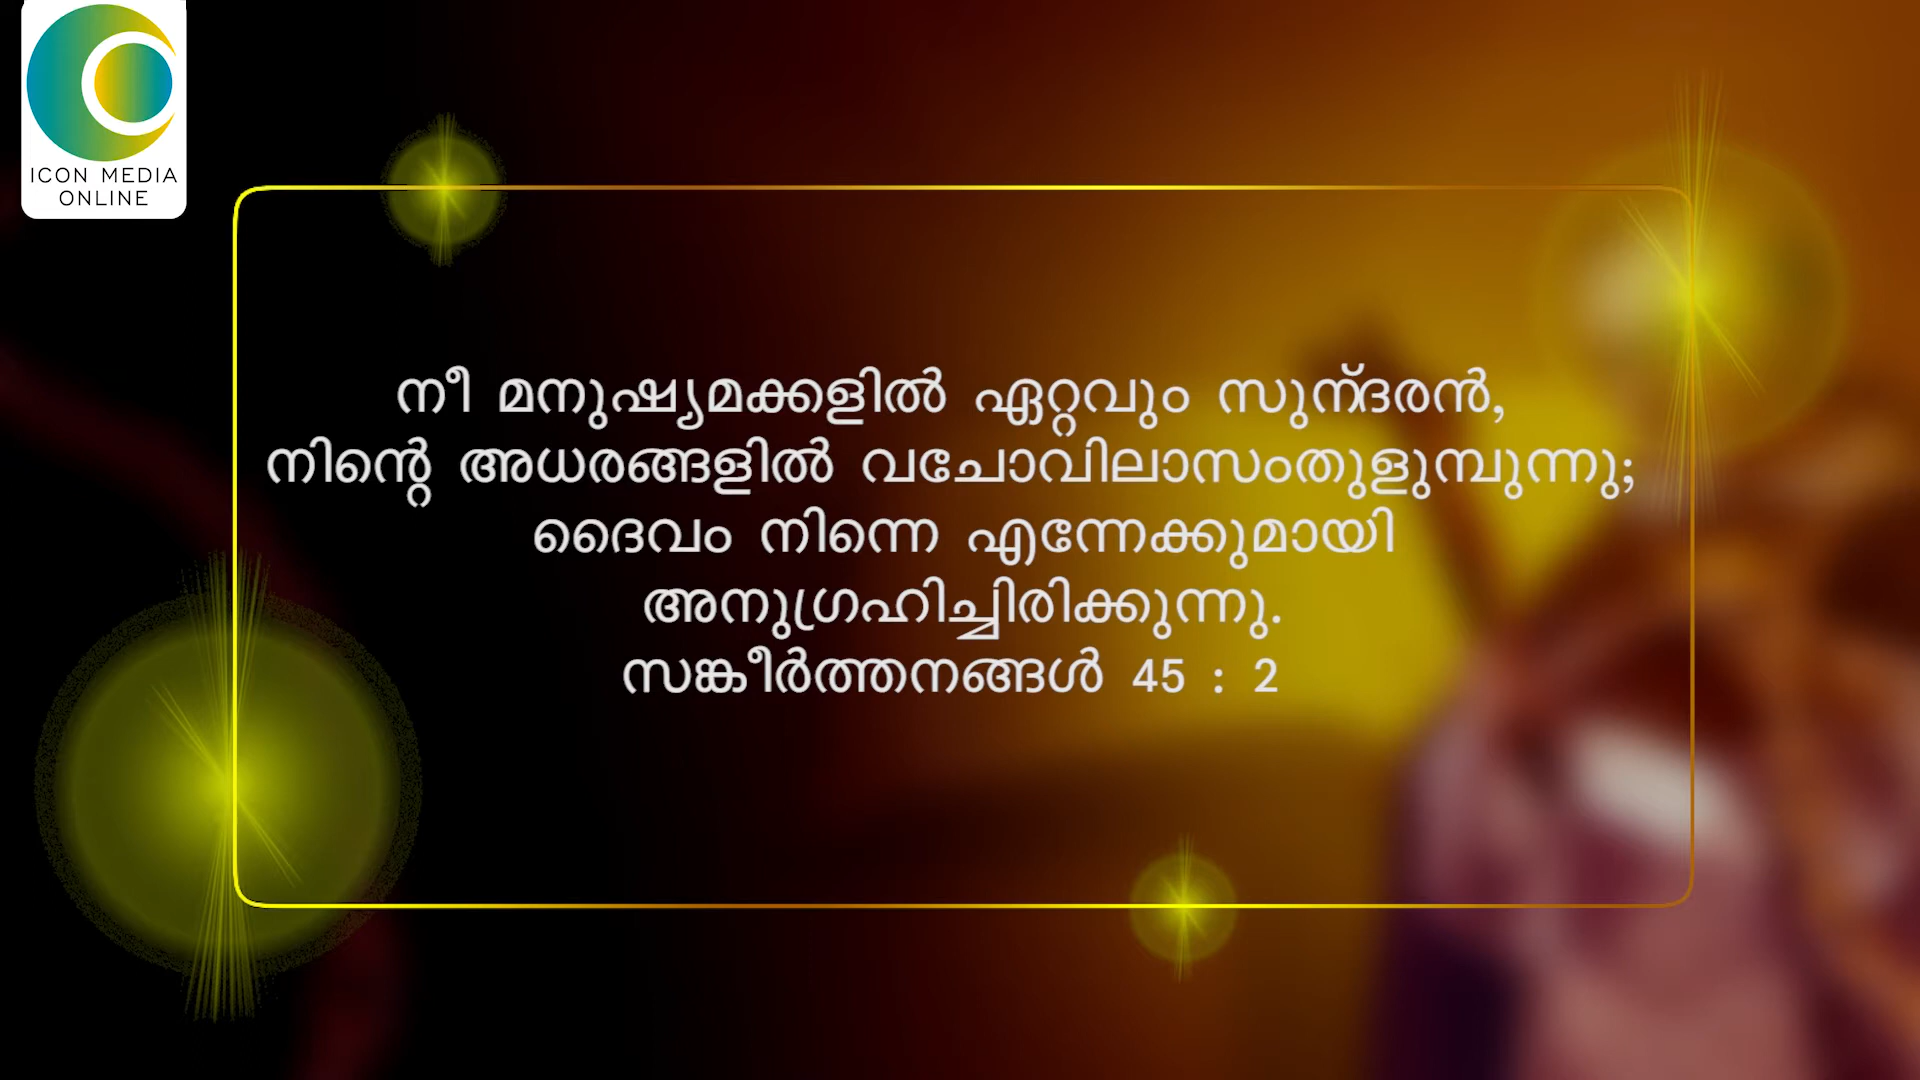 ICON MEDIA
ONLINE
നീ മനുഷ്യമക്കളിൽ ഏറ്റവും സുന്ദരൻ,
നിന്റെ അധരങ്ങളിൽ വചോവിലാസംതുളുമ്പുന്നു;
ദൈവം നിന്നെ എന്നേക്കുമായി
അനുഗ്രഹിച്ചിരിക്കുന്നു.
സങ്കീർത്തനങ്ങൾ 45 : 2